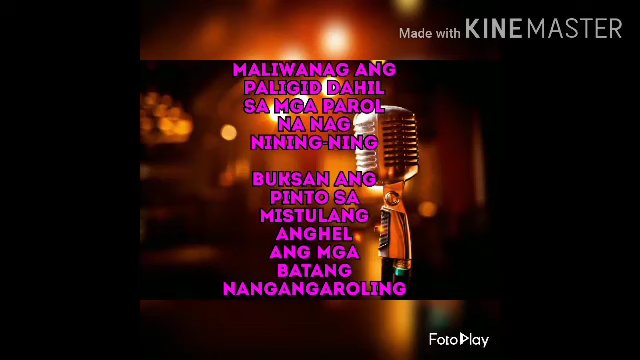 Made with KINEMASTER
MALIWANAG ANG
PALIGID DAHIL
SA MGA PAROL
NA NAG
NINING-NING
BUKSAN ANG
PINTO SA
MISTULANG
ANGHEL
ANG MGA
BATANG
NANGANGAROLING
FotoPlay